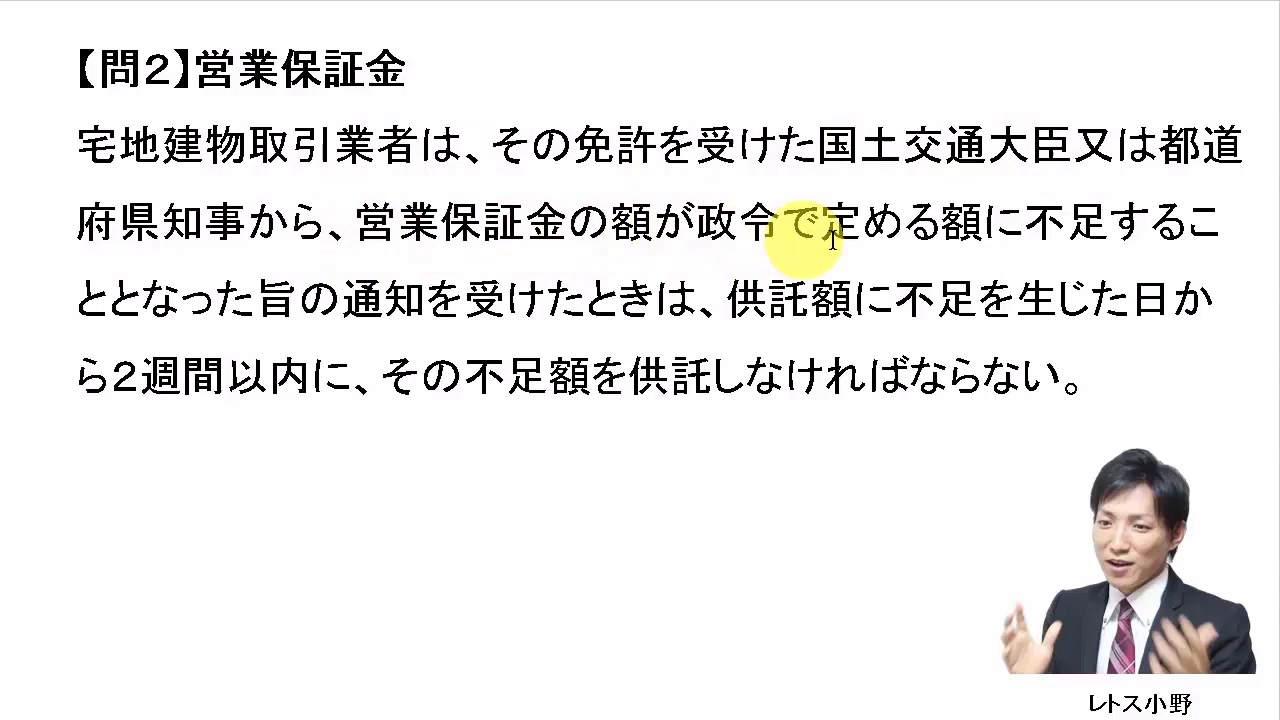 【問２】営業保証金
宅地建物取引業者は、その免許を受けた国土交通大臣又は都道
府県知事から、営業保証金の額が政令で定める額に不足するこ
ととなった旨の通知を受けたときは、供託額に不足を生じた日か
ら２週間以内に、その不足額を供託しなければならない。
レトス小野